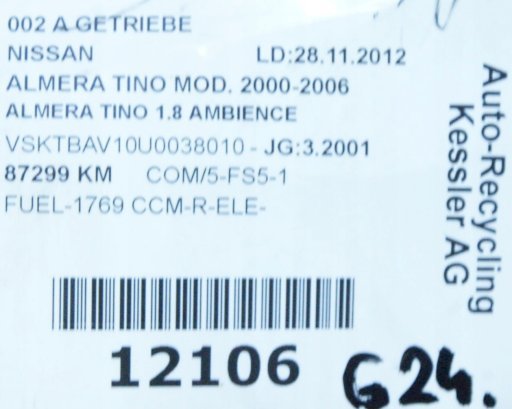 002 A GETRIEBE
NISSAN LD:28.11.2012
ALMERA TINO MOD. 2000-2006
ALMERA TINO 1.8 AMBIENCE
VSKTBAV10U0038010 - JG:3.2001
87299 KM COM/5-FS5-1
FUEL-1769 CCM-R-ELE-
12106
G24.
Auto-Recycling
Kessler AG